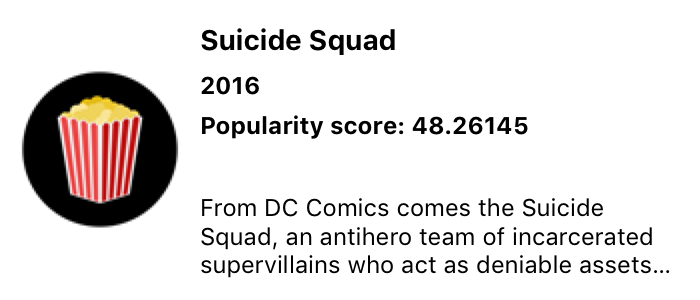 Suicide Squad
2016
Popularity score: 48.26145
From DC Comics comes the Suicide
Squad, an antihero team of incarcerated
supervillains who act as deniable assets...